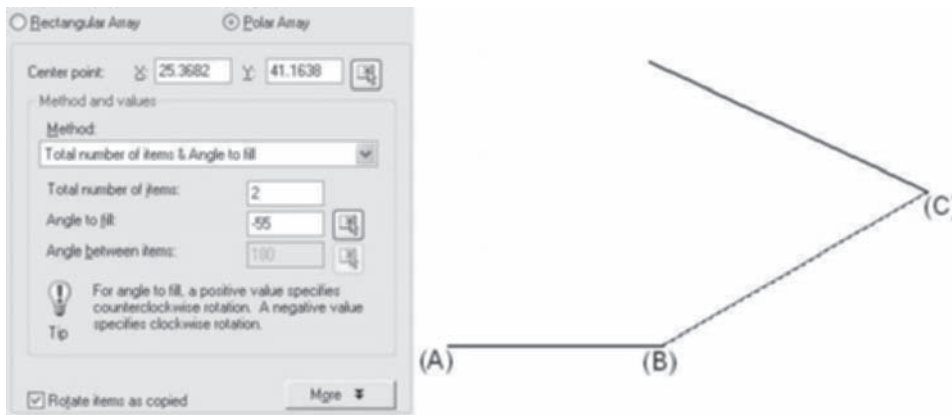 Rectangular Array Polar Array
Center point: X: 25.3682 Y: 41.1638
Method and values
Method:
Total number of items & Angle to fill
Total number of items: 2
Angle to fill: -55
Angle between items: 180
For angle to fill, a positive value specifies
counterclockwise rotation. A negative value
specifies clockwise rotation.
Tip
Rotate items as copied
More
(A)
(B)
(C)